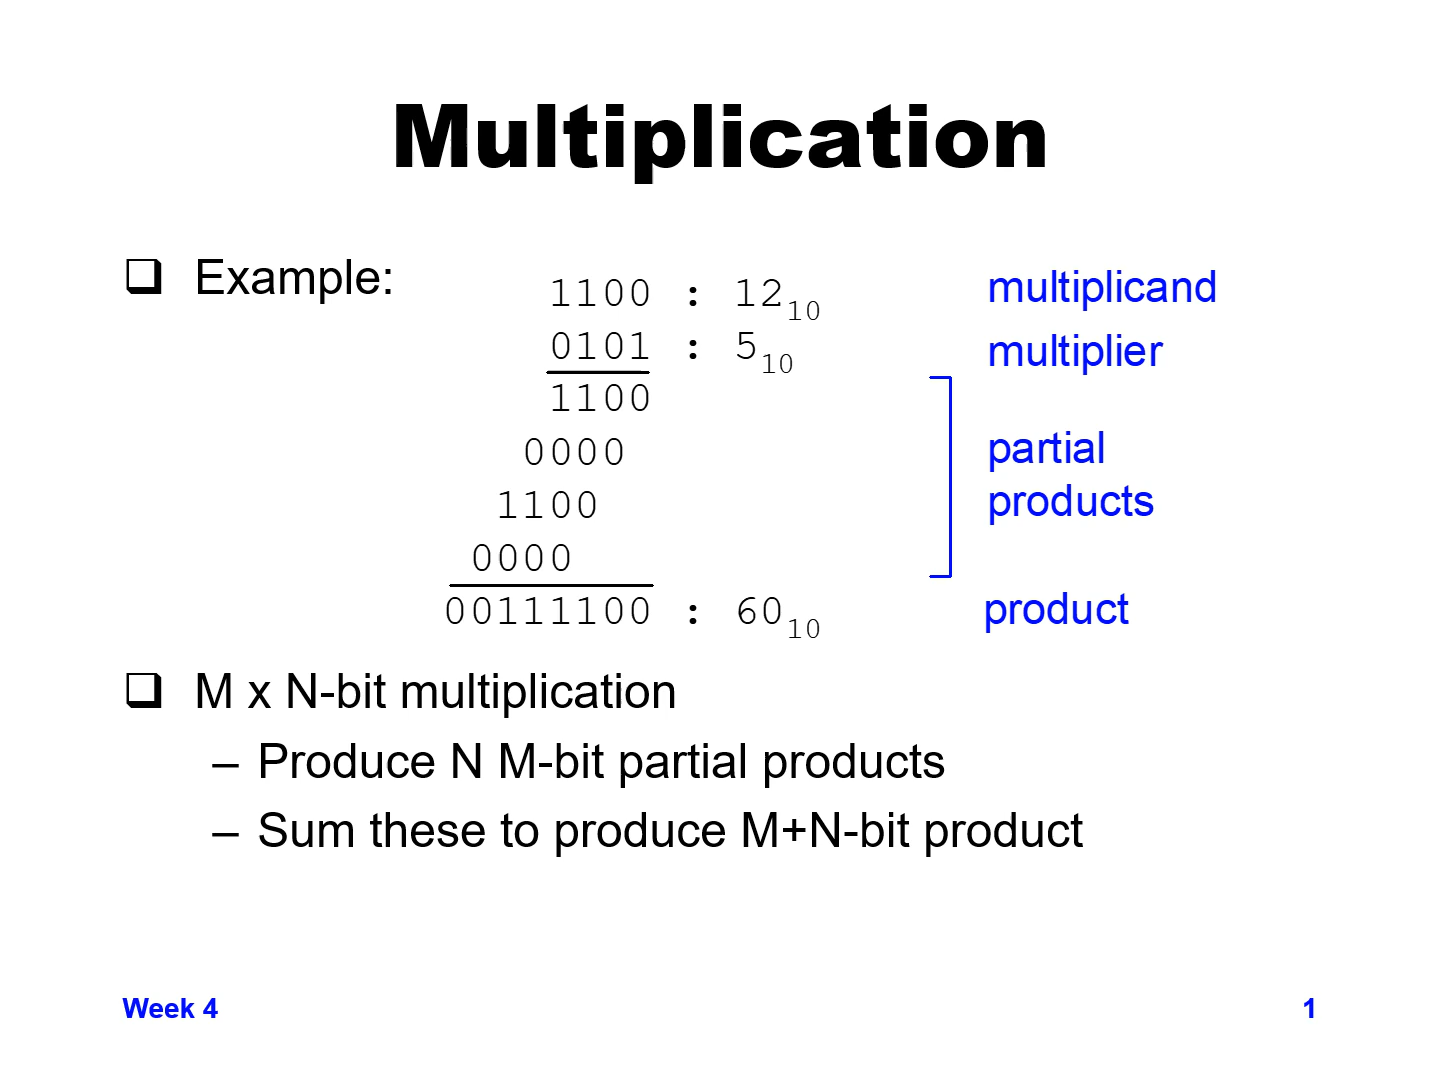 Multiplication
❑ Example:
1100 : 12₁₀ multiplicand
0101 : 5₁₀ multiplier
1100
0000 partial
1100 products
0000
00111100 : 60₁₀ product
❑ M x N-bit multiplication
– Produce N M-bit partial products
– Sum these to produce M+N-bit product
Week 4 1